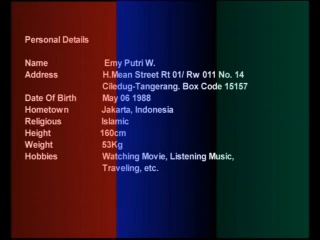 Personal Details
Name Emy Putri W.
Address H.Mean Street Rt 01/ Rw 011 No. 14
Ciledug-Tangerang. Box Code 15157
Date Of Birth May 06 1988
Hometown Jakarta, Indonesia
Religious Islamic
Height 160cm
Weight 53Kg
Hobbies Watching Movie, Listening Music,
Traveling, etc.